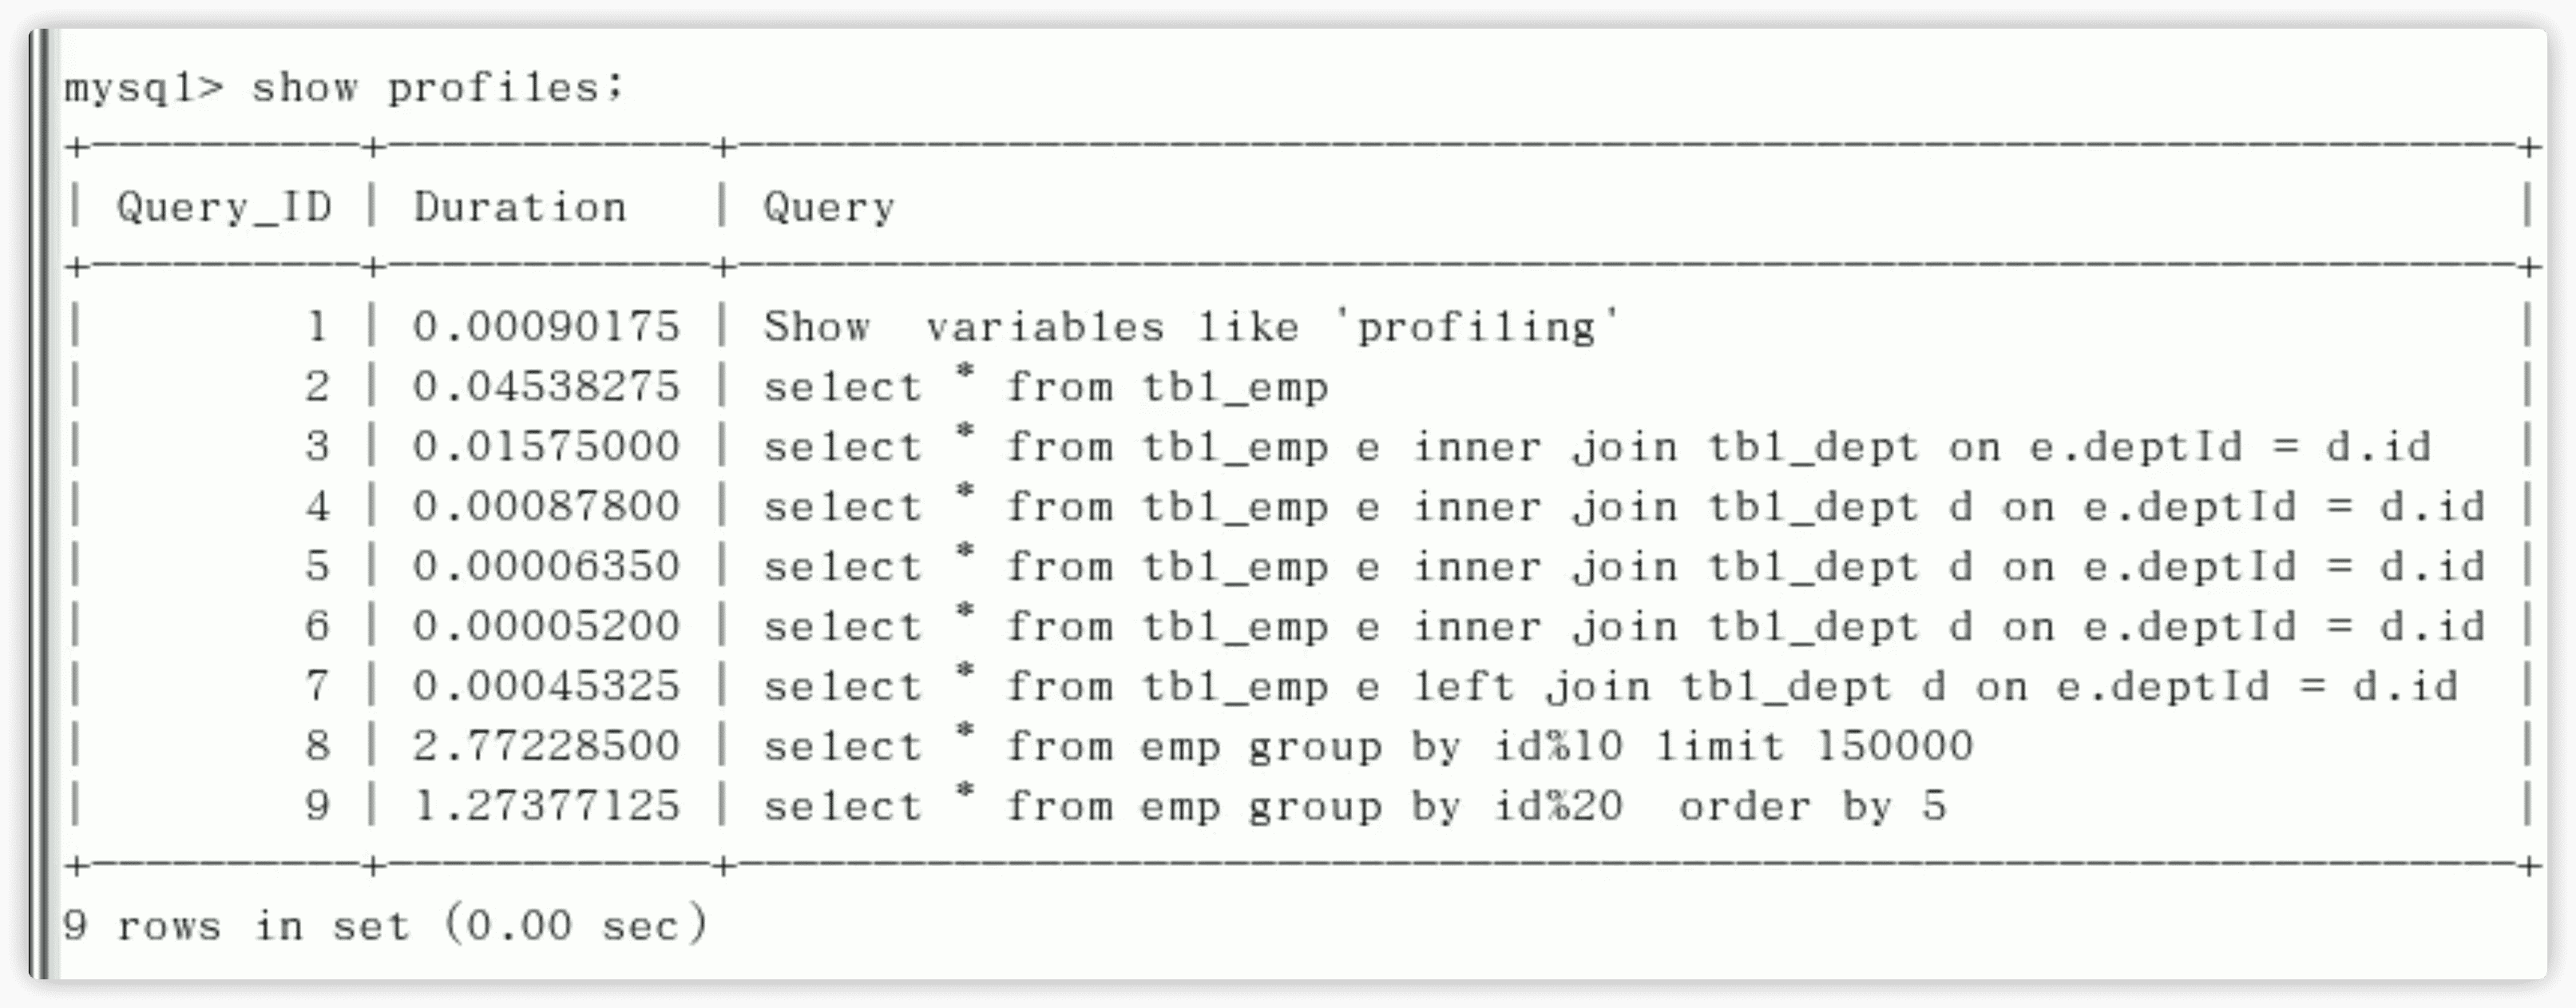 mysql> show profiles;
+----------+------------+------------------------------------------------------------------+
| Query_ID | Duration   | Query                                                            |
+----------+------------+------------------------------------------------------------------+
|        1 | 0.00090175 | Show  variables like 'profiling'                                 |
|        2 | 0.04538275 | select * from tbl_emp                                            |
|        3 | 0.01575000 | select * from tbl_emp e inner join tbl_dept on e.deptId = d.id   |
|        4 | 0.00087800 | select * from tbl_emp e inner join tbl_dept d on e.deptId = d.id |
|        5 | 0.00006350 | select * from tbl_emp e inner join tbl_dept d on e.deptId = d.id |
|        6 | 0.00005200 | select * from tbl_emp e inner join tbl_dept d on e.deptId = d.id |
|        7 | 0.00045325 | select * from tbl_emp e left join tbl_dept d on e.deptId = d.id  |
|        8 | 2.77228500 | select * from emp group by id%10 limit 150000                    |
|        9 | 1.27377125 | select * from emp group by id%20  order by 5                     |
+----------+------------+------------------------------------------------------------------+
9 rows in set (0.00 sec)